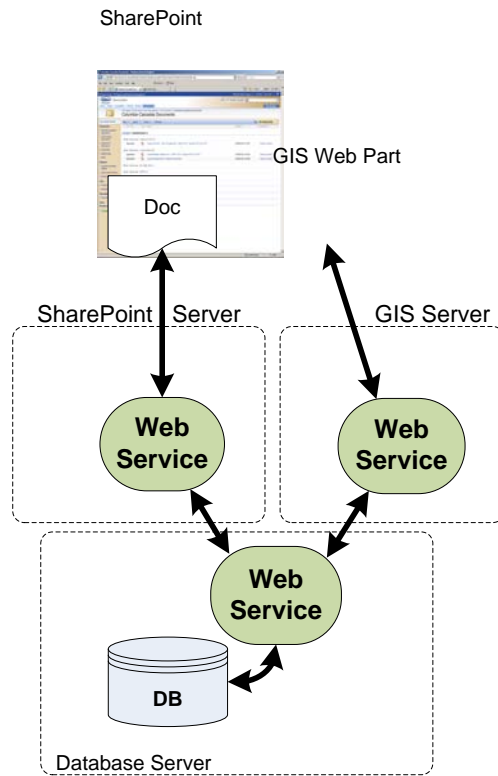 SharePoint
GIS Web Part
Doc
SharePoint Server
GIS Server
Web
Service
Web
Service
Web
Service
DB
Database Server